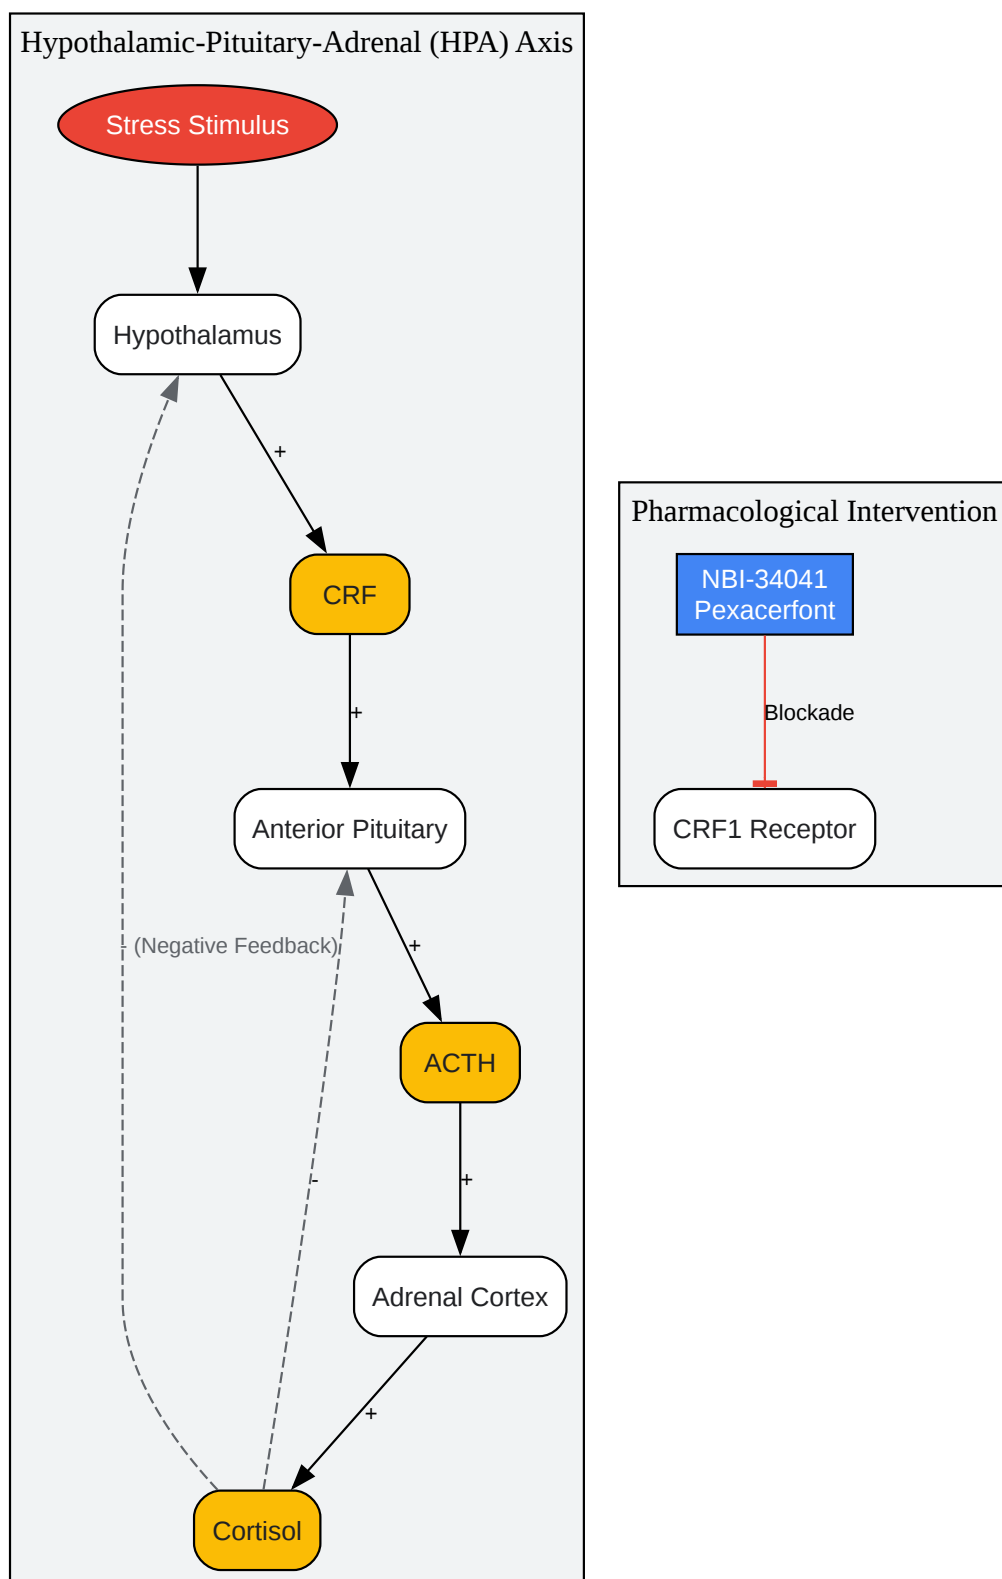 Hypothalamic-Pituitary-Adrenal (HPA) Axis
Stress Stimulus
Hypothalamus
+
CRF
+
Anterior Pituitary
- (Negative Feedback)
+
ACTH
-
+
Adrenal Cortex
+
Cortisol
Pharmacological Intervention
NBI-34041
Pexacerfont
Blockade
CRF1 Receptor